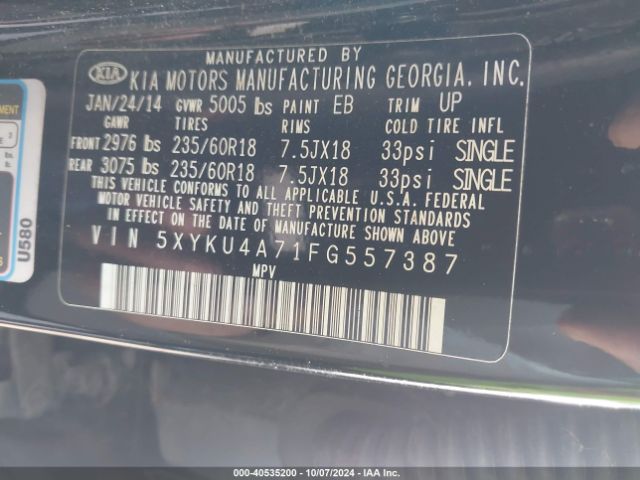 MANUFACTURED BY
KIA KIA MOTORS MANUFACTURING GEORGIA, INC.
JAN/24/14 GVWR 5005 lbs PAINT EB TRIM UP
GAWR TIRES RIMS COLD TIRE INFL
FRONT 2976 lbs 235/60R18 7.5JX18 33psi SINGLE
REAR 3075 lbs 235/60R18 7.5JX18 33psi SINGLE
THIS VEHICLE CONFORMS TO ALL APPLICABLE U.S.A. FEDERAL
MOTOR VEHICLE SAFETY AND THEFT PREVENTION STANDARDS
IN EFFECT ON THE DATE OF MANUFACTURE SHOWN ABOVE.
VIN 5XYKU4A71FG557387
MPV
U580
000-40535200 - 10/07/2024 - IAA Inc.